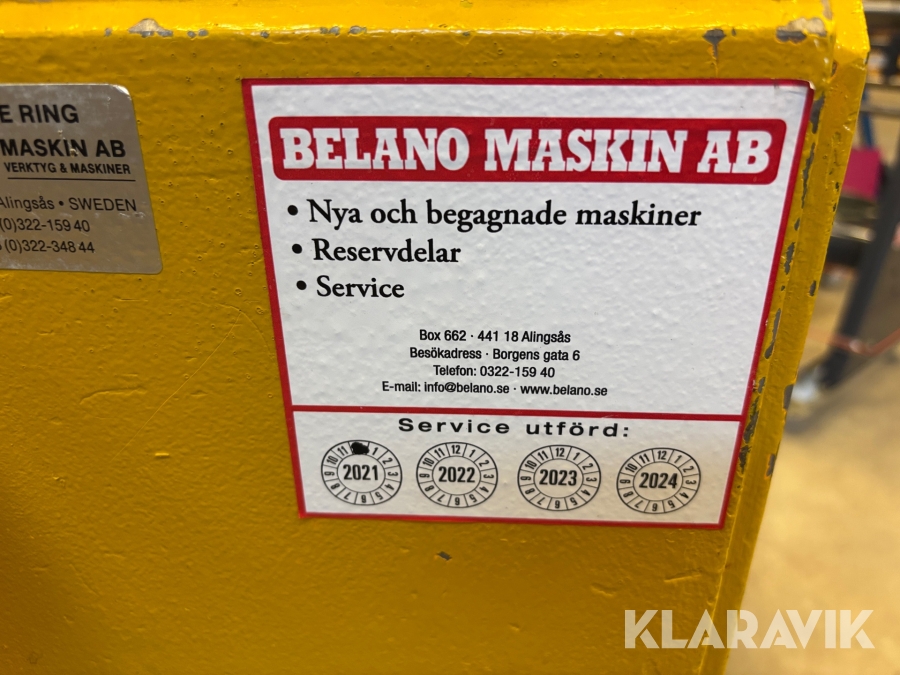 E RING
MASKIN AB
VERKTYG & MASKINER
Alingsås • SWEDEN
(0)322-159 40
(0)322-348 44
BELANO MASKIN AB
• Nya och begagnade maskiner
• Reservdelar
• Service
Box 662 · 441 18 Alingsås
Besökadress · Borgens gata 6
Telefon: 0322-159 40
E-mail: info@belano.se · www.belano.se
Service utförd:
2021 2022 2023 2024
KLARAVIK